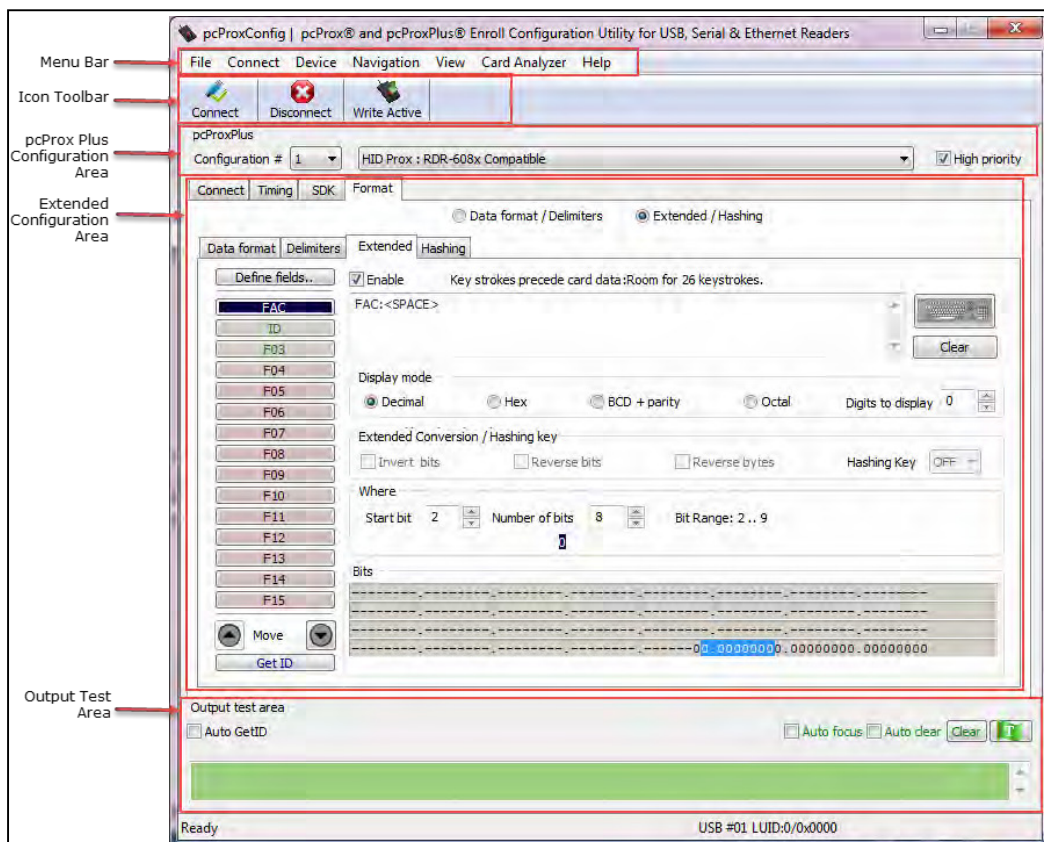 pcProxConfig | pcProx® and pcProxPlus® Enroll Configuration Utility for USB, Serial & Ethernet Readers
Menu Bar
File Connect Device Navigation View Card Analyzer Help
Icon Toolbar
Connect Disconnect Write Active
pcProx Plus
Configuration
Area
pcProxPlus
Configuration # 1 HID Prox : RDR-608x Compatible High priority
Extended
Configuration
Area
Connect Timing SDK Format
Data format / Delimiters Extended / Hashing
Data format Delimiters Extended Hashing
Define fields.. Enable Key strokes precede card data:Room for 26 keystrokes.
FAC FAC:<SPACE>
ID
F03 Clear
F04
Display mode
F05 Decimal Hex BCD + parity Octal Digits to display 0
F06
F07 Extended Conversion / Hashing key
F08 Invert bits Reverse bits Reverse bytes Hashing Key OFF
F09
F10 Where
F11 Start bit 2 Number of bits 8 Bit Range: 2 .. 9
F12 0
F13
F14 Bits
F15 --------.--------.--------.--------.--------.--------.--------.--------
--------.--------.--------.--------.--------.--------.--------.--------
Move --------.--------.--------.--------.--------.--------.--------.--------
--------.--------.--------.--------.------00.00000000.00000000.00000000
Get ID
Output Test
Area
Output test area
Auto GetID Auto focus Auto clear Clear T
Ready USB #01 LUID:0/0x0000